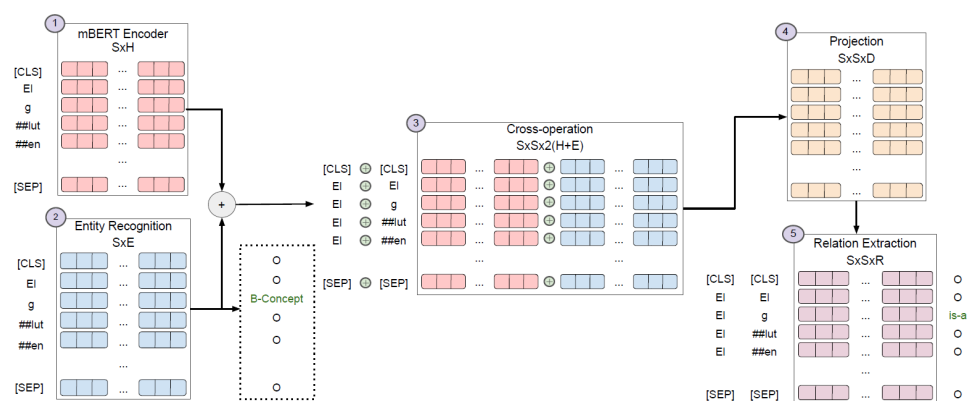 1
mBERT Encoder
SxH
[CLS] ...
El ...
g ...
##lut ...
##en ...
...
[SEP] ...
2
Entity Recognition
SxE
[CLS] ...
El ...
g ...
##lut ...
##en ...
...
[SEP] ...
+
O
O
B-Concept
O
O
O
3
Cross-operation
SxSx2(H+E)
[CLS] ⊕ [CLS] ... ⊕ ...
El ⊕ El ... ⊕ ...
El ⊕ g ... ⊕ ...
El ⊕ ##lut ... ⊕ ...
El ⊕ ##en ... ⊕ ...
... ...
[SEP] ⊕ [SEP] ... ⊕ ...
4
Projection
SxSxD
...
...
...
...
...
...
...
5
Relation Extraction
SxSxR
[CLS] [CLS] ... O
El El ... O
El g ... is-a
El ##lut ... O
El ##en ... O
...
[SEP] [SEP] ... O